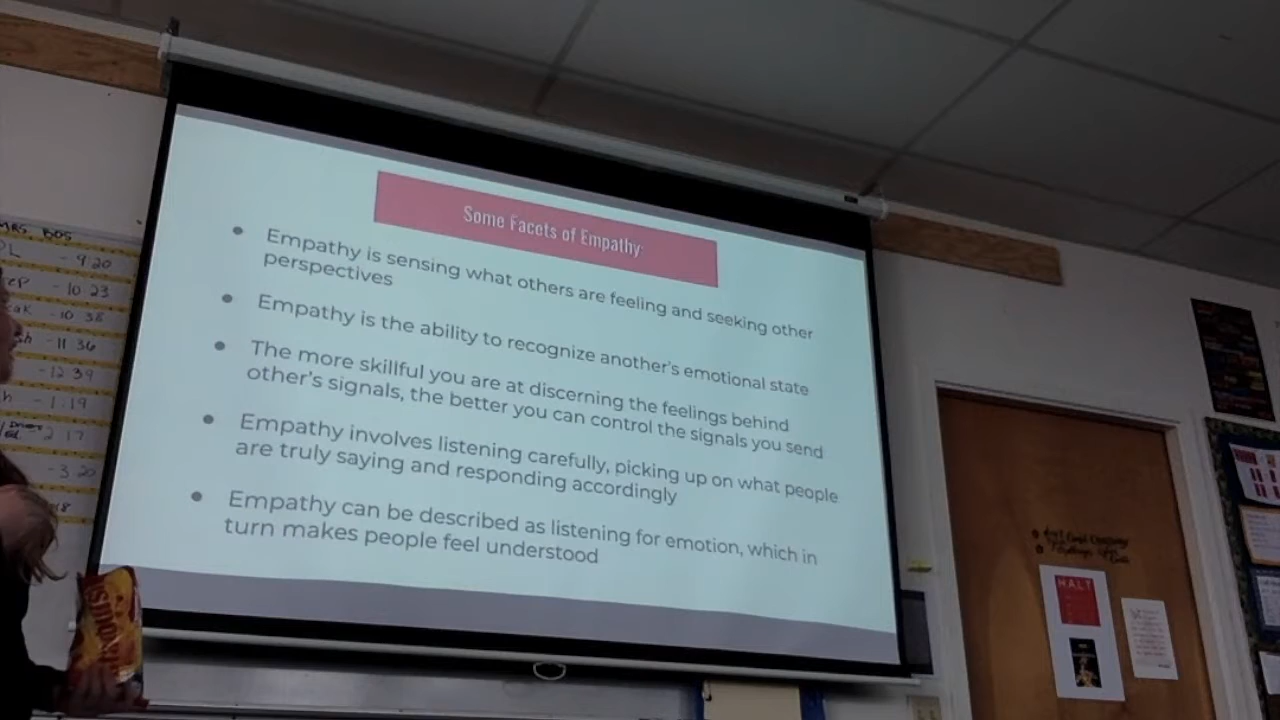 Some Facets of Empathy:
• Empathy is sensing what others are feeling and seeking other
perspectives
• Empathy is the ability to recognize another's emotional state
• The more skillful you are at discerning the feelings behind
other's signals, the better you can control the signals you send
• Empathy involves listening carefully, picking up on what people
are truly saying and responding accordingly
• Empathy can be described as listening for emotion, which in
turn makes people feel understood
MRS BOS
- 9:20
- 10 23
- 10 38
- 11 36
- 12 39
- 1:19
2 17
- 3 20
HALT